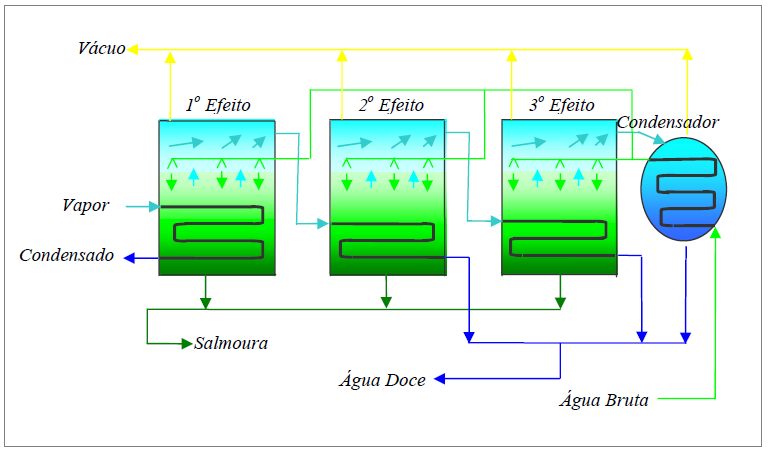 Vácuo
1º Efeito
2º Efeito
3º Efeito
Condensador
Vapor
Condensado
Salmoura
Água Doce
Água Bruta